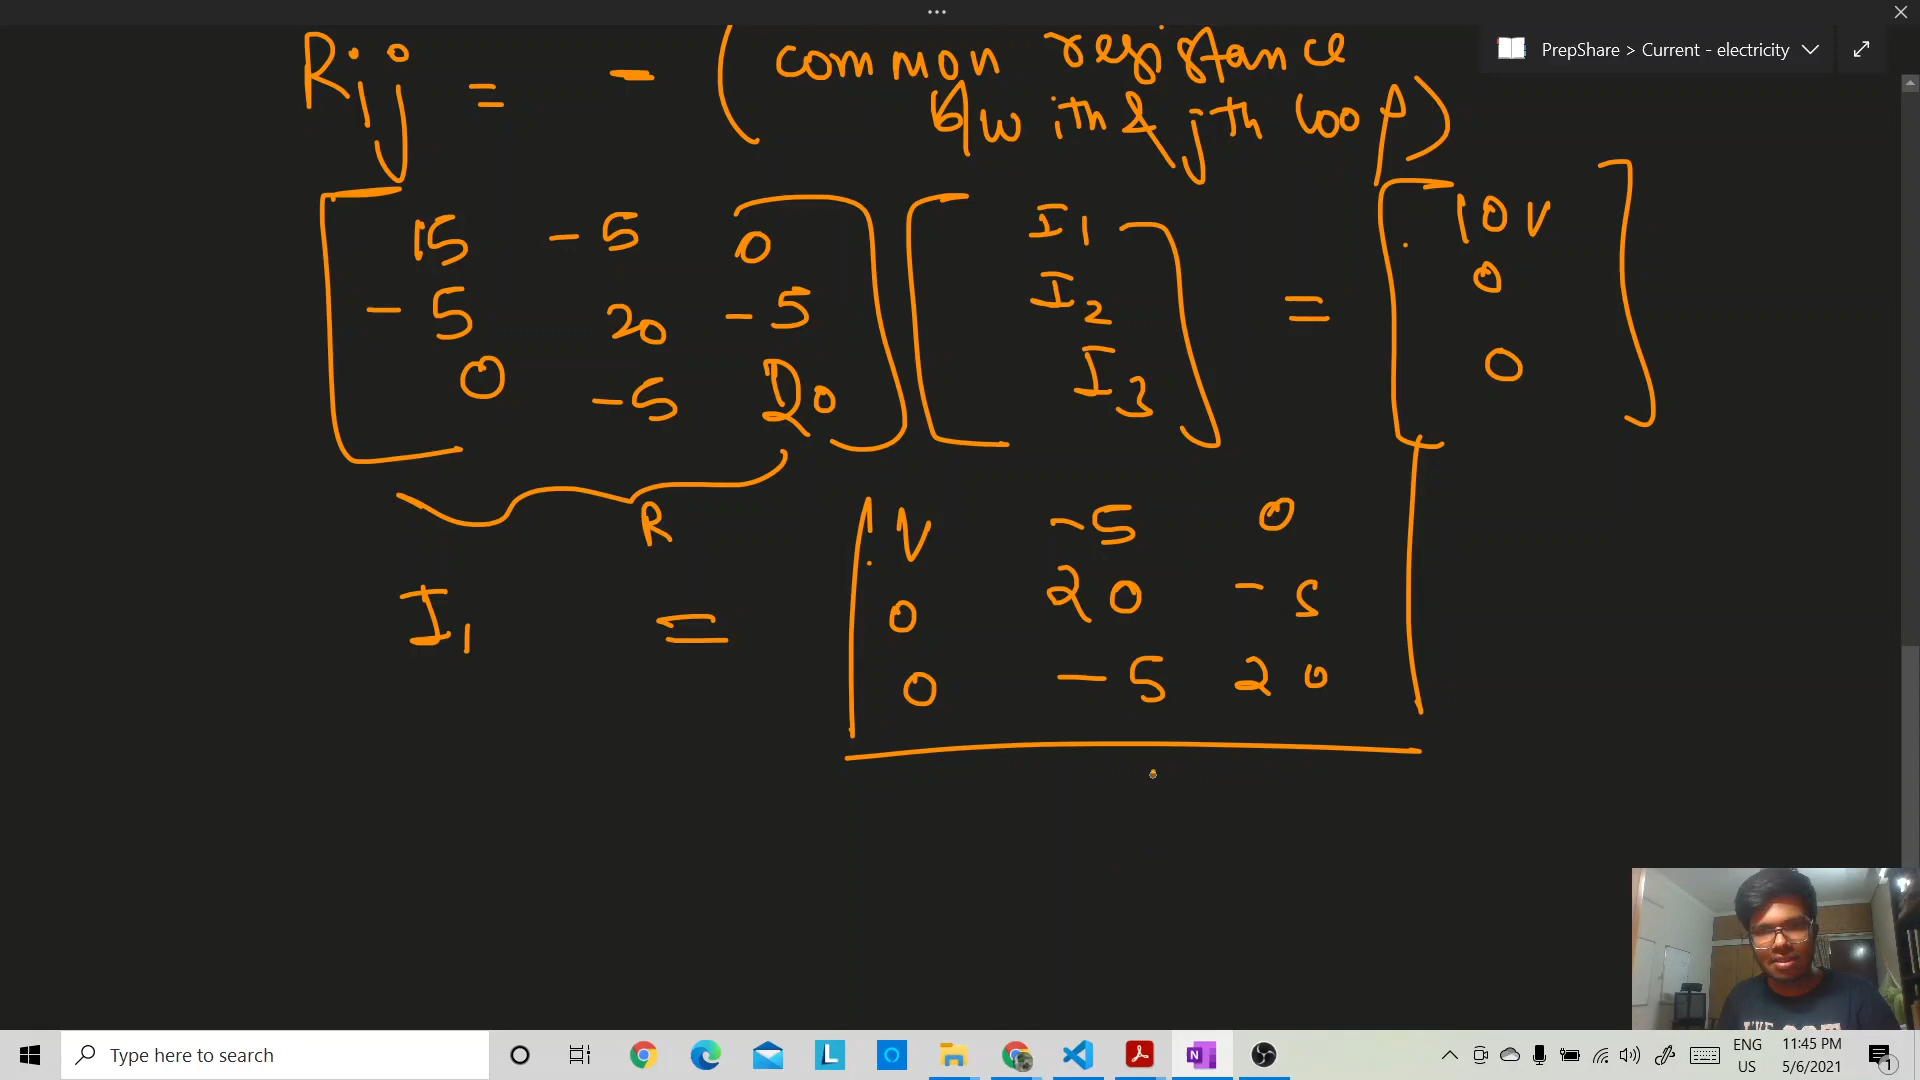 PrepShare > Current - electricity
Rij = - (common resistance
b/w ith & jth loop)
15 -5 0 I1 10V
-5 20 -5 I2 = 0
0 -5 20 I3 0
R
V -5 0
I1 = 0 20 -5
0 -5 20
Type here to search
L
ENG
US
11:45 PM
5/6/2021
1